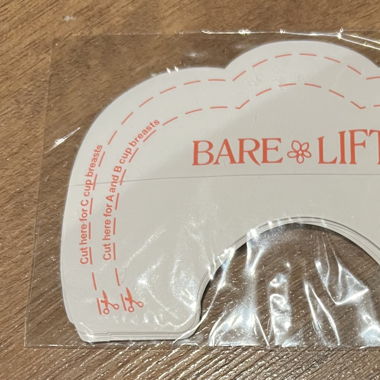 Cut here for C cup breasts
Cut here for A and B cup breasts
BARE LIFT